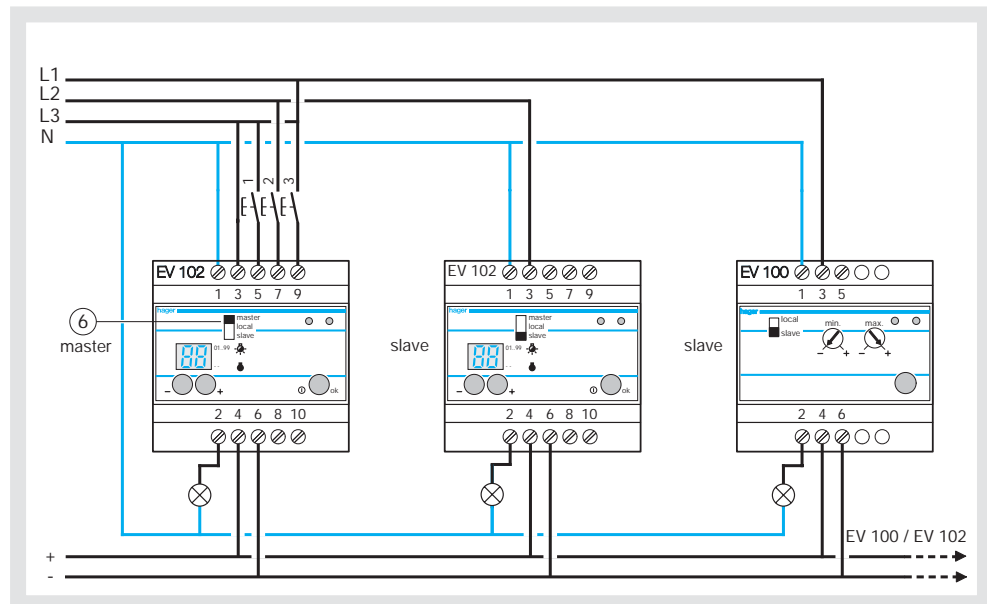 L1
L2
L3
N
1 2 3
EV 102
EV 102
EV 100
1 3 5 7 9
1 3 5 7 9
1 3 5
hager
master
local
slave
01..99
88
- -
- +
ok
6
master
2 4 6 8 10
slave
hager
master
local
slave
01..99
88
- -
- +
ok
2 4 6 8 10
slave
hager
local
slave
min.
max.
- +
- +
2 4 6
EV 100 / EV 102
+
-